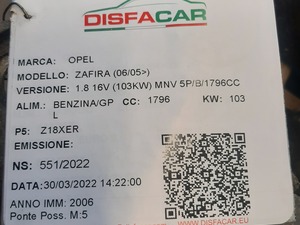 DISFACAR
MARCA: OPEL
MODELLO: ZAFIRA (06/05>)
VERSIONE: 1.8 16V (103KW) MNV 5P/B/1796CC
ALIM.: BENZINA/GP CC: 1796 KW: 103
L
P5: Z18XER
EMISSIONE:
NS: 551/2022
DATA:30/03/2022 14:22:00
ANNO IMM: 2006
Ponte Poss. M:5
DISFACAR.EU